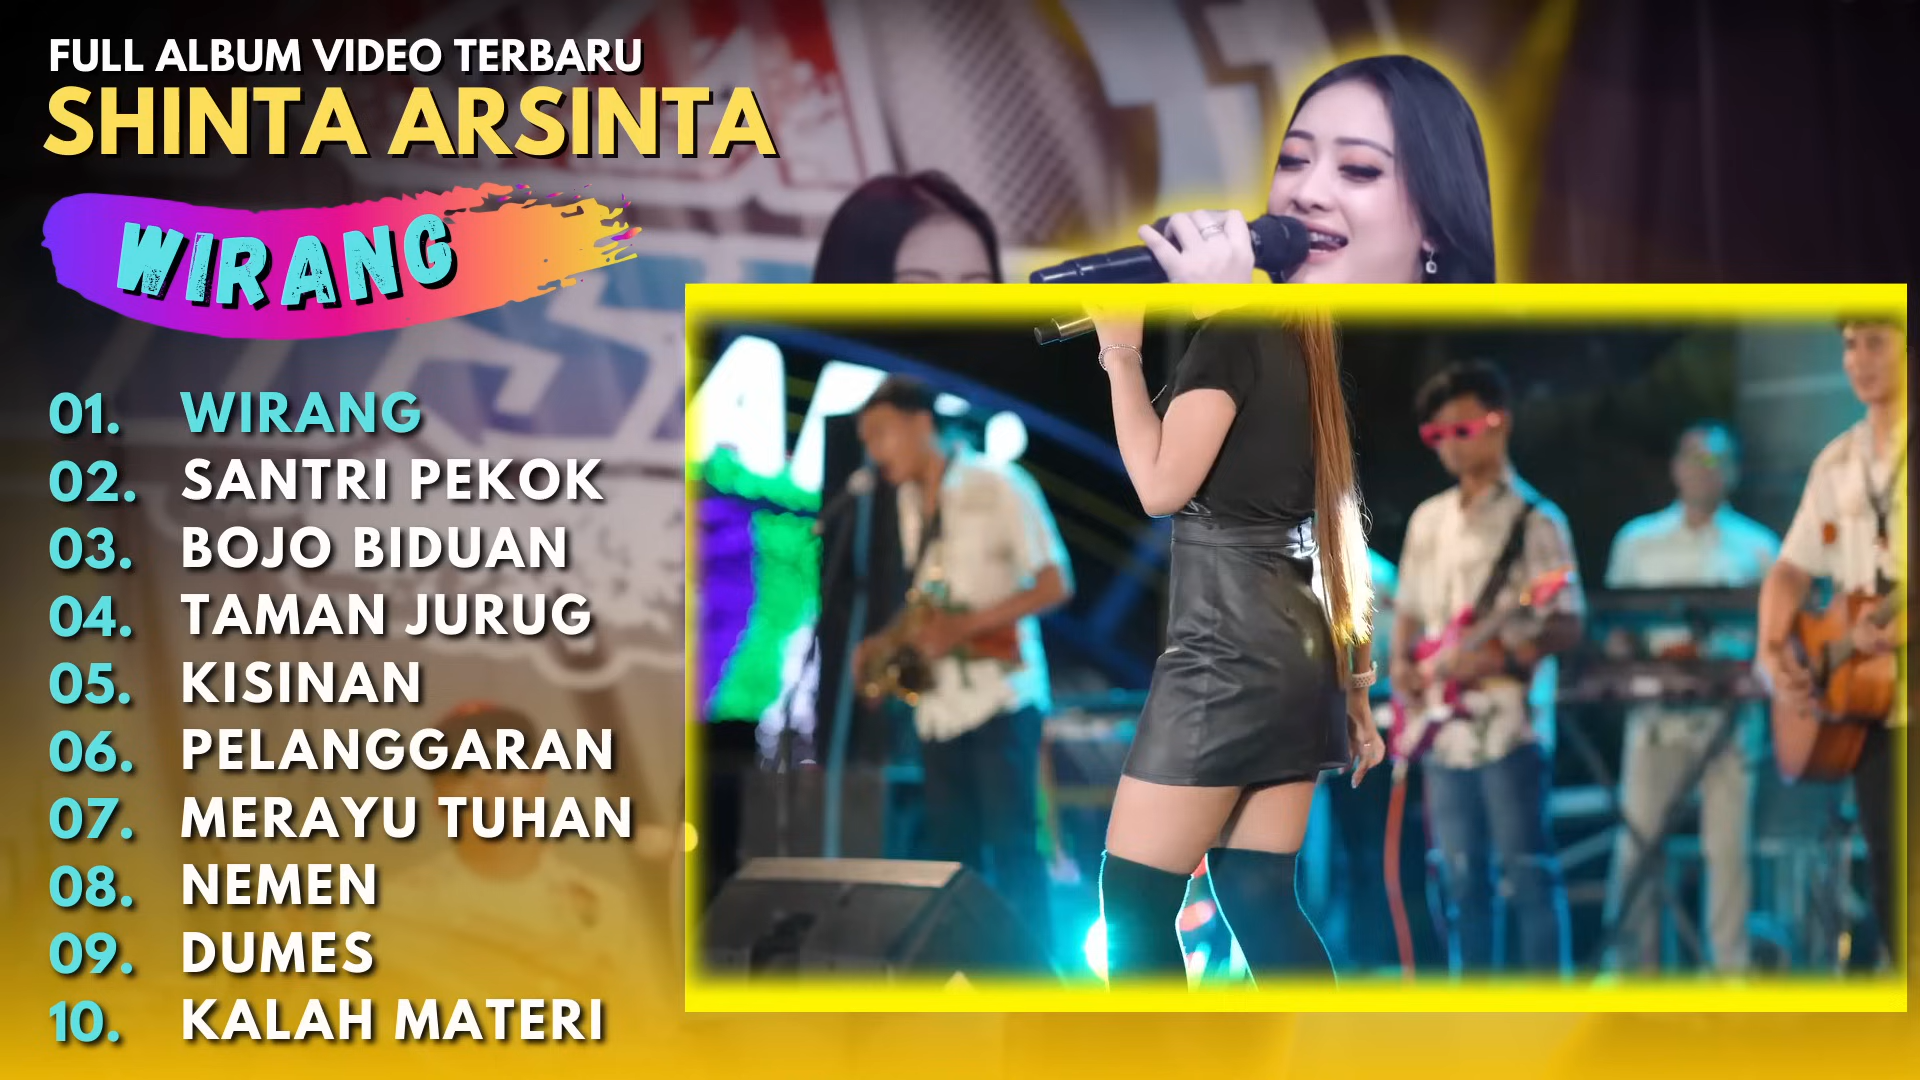 FULL ALBUM VIDEO TERBARU
SHINTA ARSINTA
WIRANG
01. WIRANG
02. SANTRI PEKOK
03. BOJO BIDUAN
04. TAMAN JURUG
05. KISINAN
06. PELANGGARAN
07. MERAYU TUHAN
08. NEMEN
09. DUMES
10. KALAH MATERI